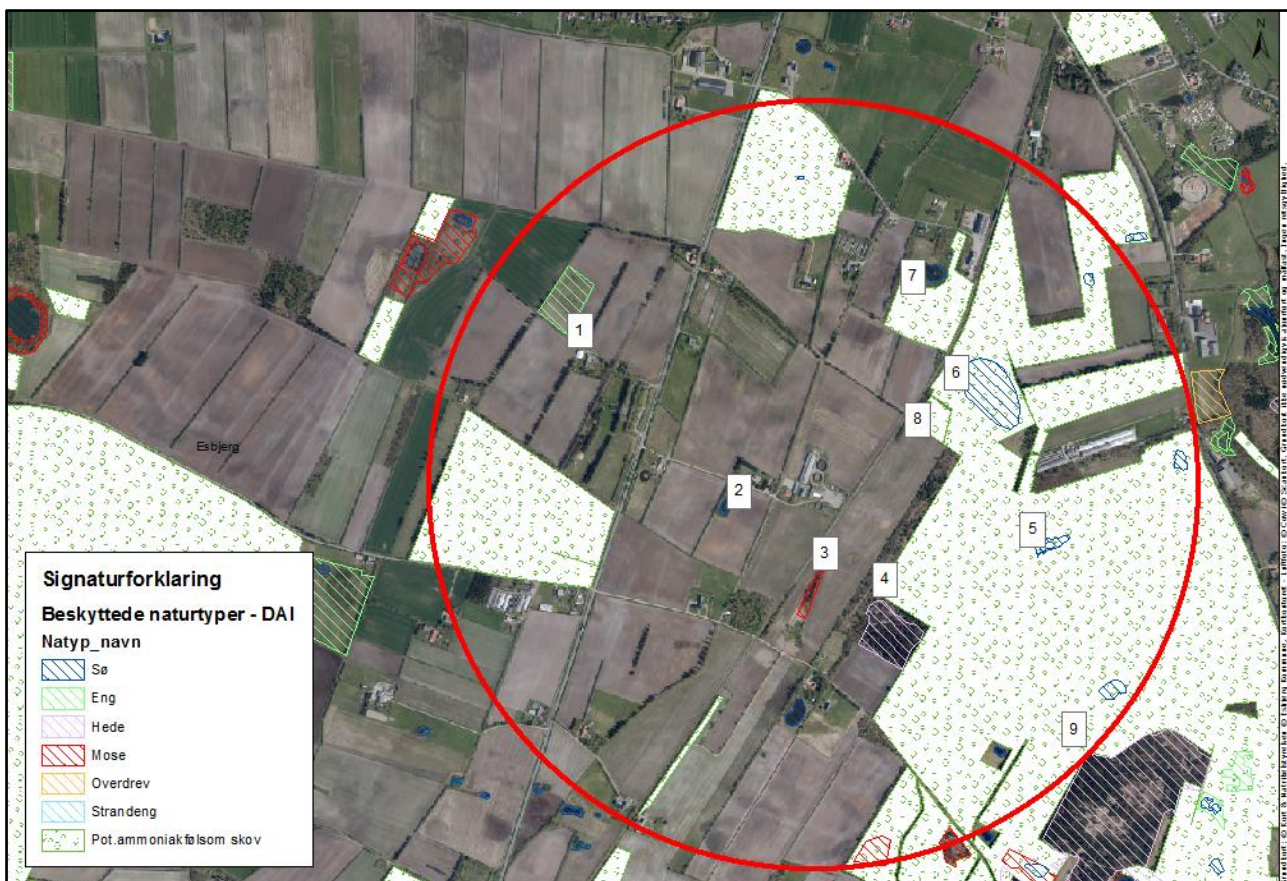 N
7
1
6
8
Esbjerg
2
5
3
4
9
Signaturforklaring
Beskyttede naturtyper - DAI
Natyp_navn
Sø
Eng
Hede
Mose
Overdrev
Strandeng
Pot.ammoniakfølsom skov